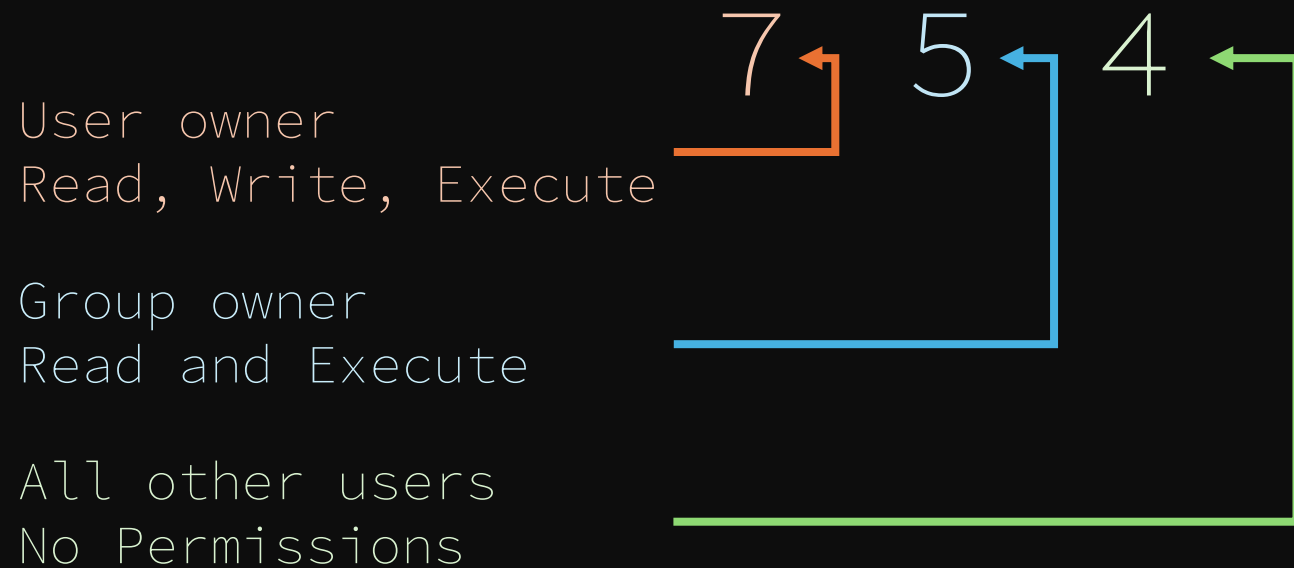 7 5 4
User owner
Read, Write, Execute
Group owner
Read and Execute
All other users
No Permissions